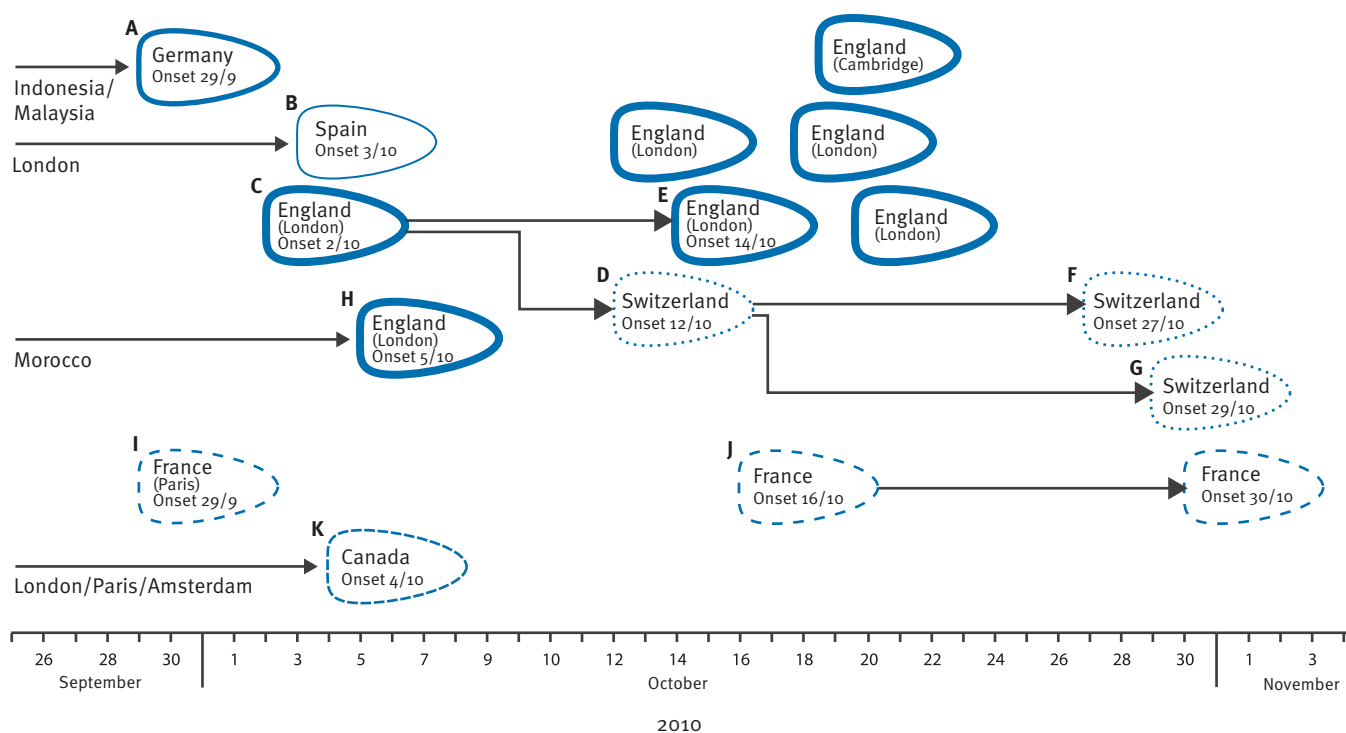 A
Germany
Onset 29/9
Indonesia/
Malaysia
B
Spain
Onset 3/10
London
C
England
(London)
Onset 2/10
England
(Cambridge)
England
(London)
England
(London)
E
England
(London)
Onset 14/10
England
(London)
D
Switzerland
Onset 12/10
F
Switzerland
Onset 27/10
H
England
(London)
Onset 5/10
Morocco
G
Switzerland
Onset 29/10
I
France
(Paris)
Onset 29/9
J
France
Onset 16/10
France
Onset 30/10
K
Canada
Onset 4/10
London/Paris/Amsterdam
26 28 30 1 3 5 7 9 10 12 14 16 18 20 22 24 26 28 30 1 3
September October November
2010